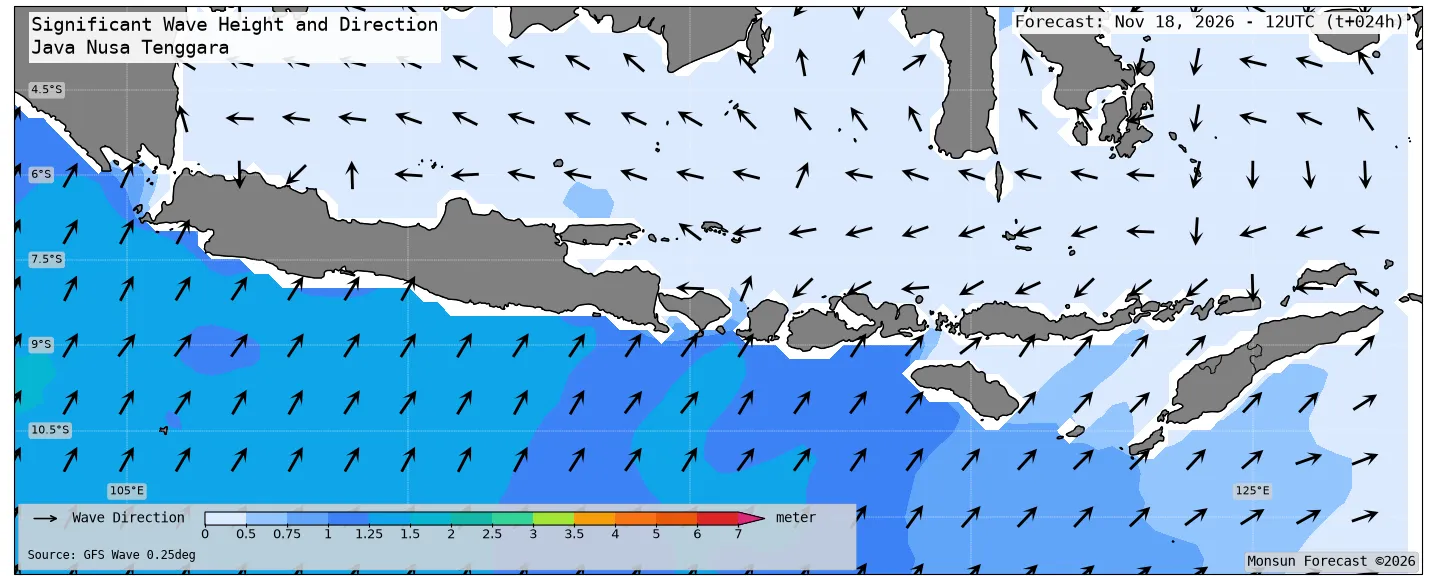 Significant Wave Height and Direction
Java Nusa Tenggara
Forecast: Nov 18, 2026 - 12UTC (t+024h)
4.5°S
6°S
7.5°S
9°S
10.5°S
105°E
125°E
Wave Direction
meter
0 0.5 0.75 1 1.25 1.5 2 2.5 3 3.5 4 5 6 7
Source: GFS Wave 0.25deg
Monsun Forecast ©2026